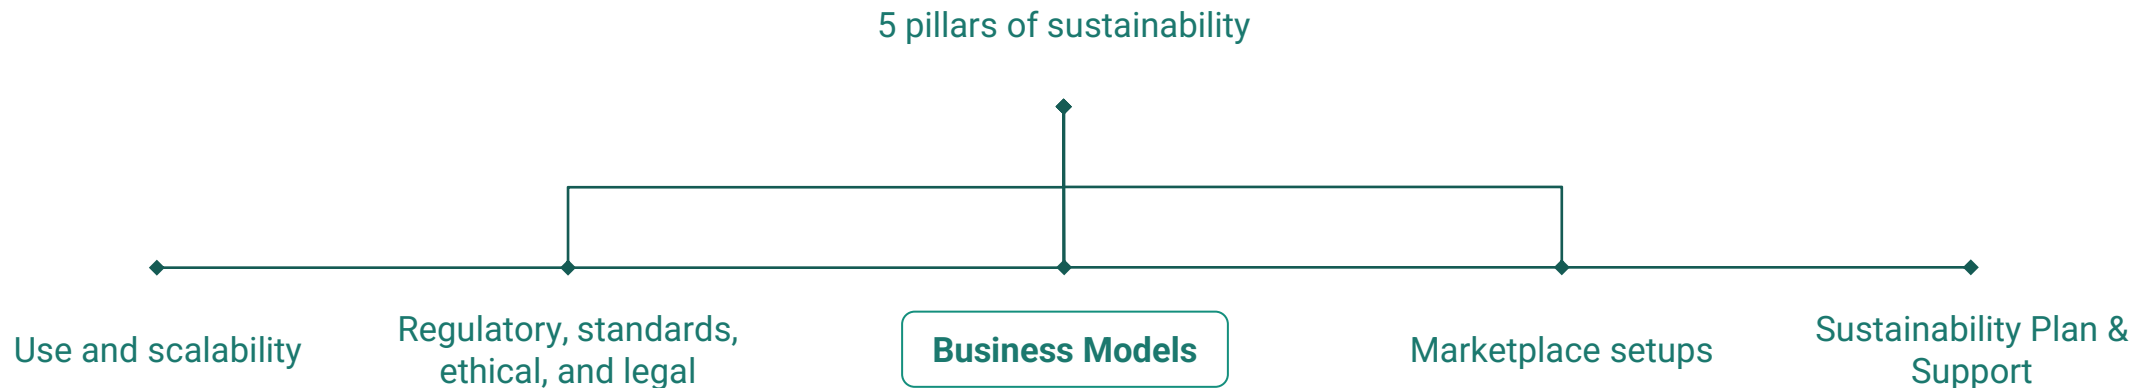 5 pillars of sustainability
Use and scalability
Regulatory, standards,
ethical, and legal
Business Models
Marketplace setups
Sustainability Plan &
Support